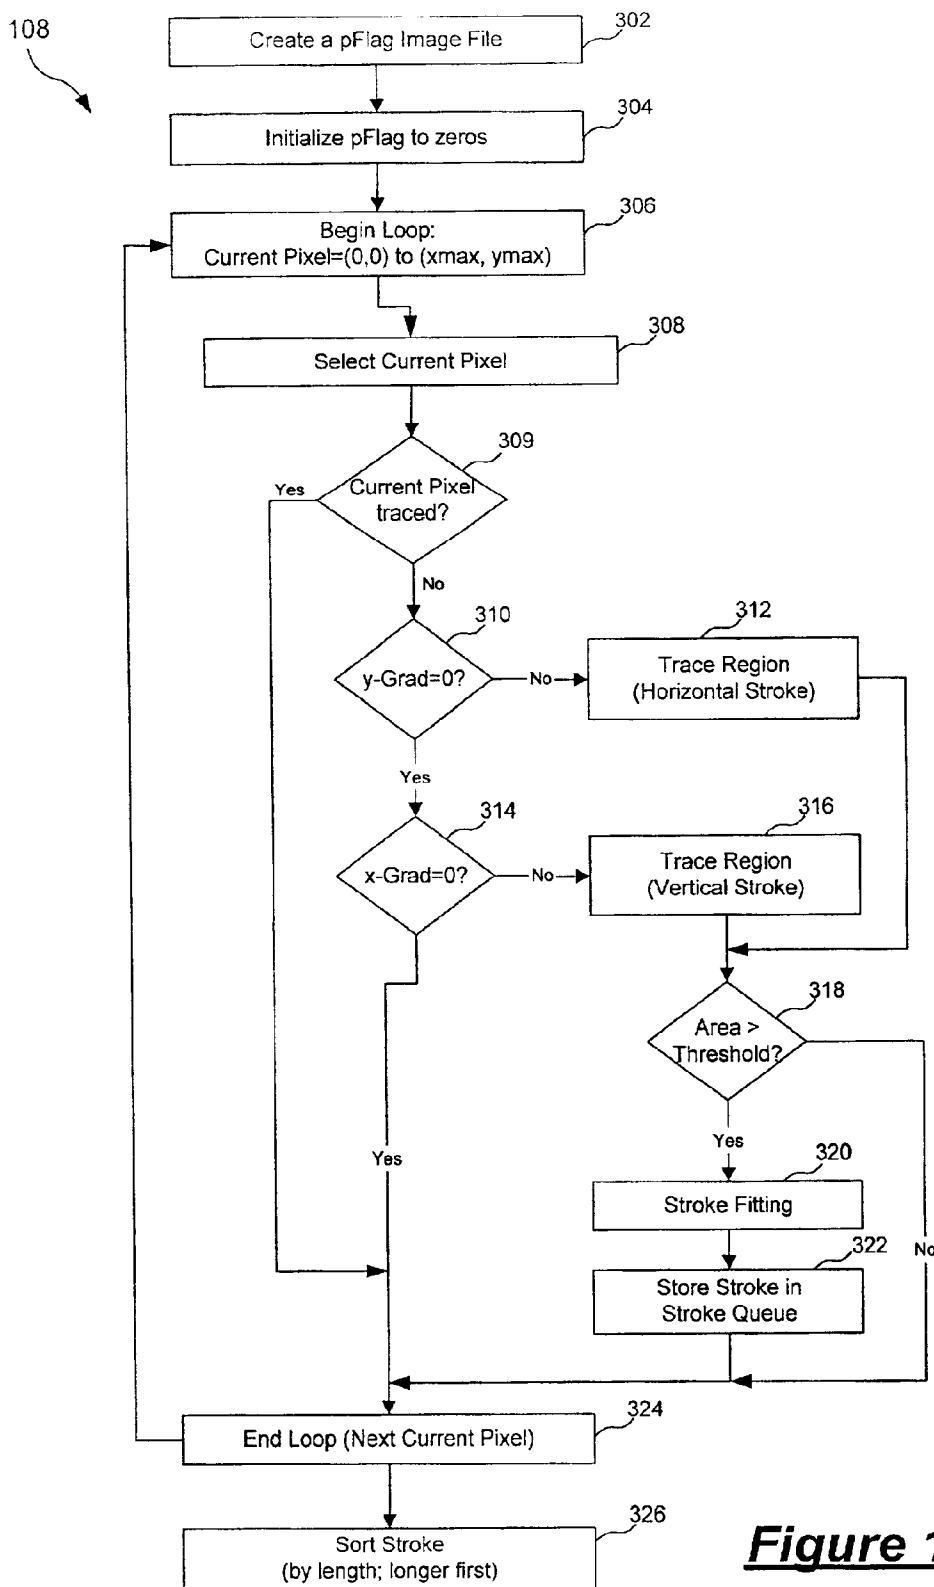 108
Create a pFlag Image File
302
Initialize pFlag to zeros
304
Begin Loop:
Current Pixel=(0,0) to (xmax, ymax)
306
Select Current Pixel
308
Current Pixel
traced?
309
Yes
No
y-Grad=0?
310
No
Trace Region
(Horizontal Stroke)
312
Yes
x-Grad=0?
314
No
Trace Region
(Vertical Stroke)
316
Area >
Threshold?
318
Yes
No
Yes
Stroke Fitting
320
Store Stroke in
Stroke Queue
322
End Loop (Next Current Pixel)
324
Sort Stroke
(by length; longer first)
326
Figure